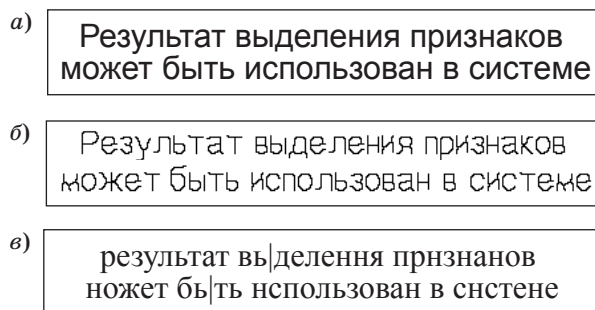 а)
Результат выделения признаков
может быть использован в системе
б)
Результат выделения признаков
может быть использован в системе
в)
результат вь|делення прнзнанов
ножет бь|ть нспользован в снстене